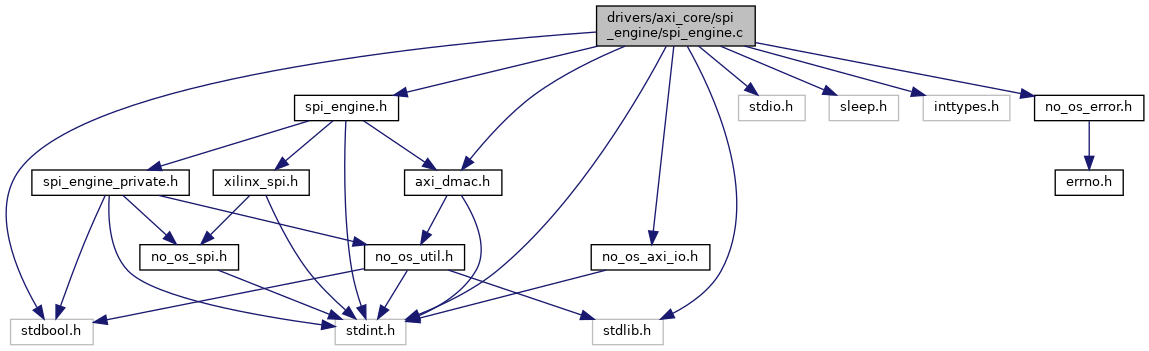 drivers/axi_core/spi
_engine/spi_engine.c
spi_engine.h
stdio.h
sleep.h
inttypes.h
no_os_error.h
spi_engine_private.h
xilinx_spi.h
axi_dmac.h
errno.h
no_os_spi.h
no_os_util.h
no_os_axi_io.h
stdbool.h
stdint.h
stdlib.h